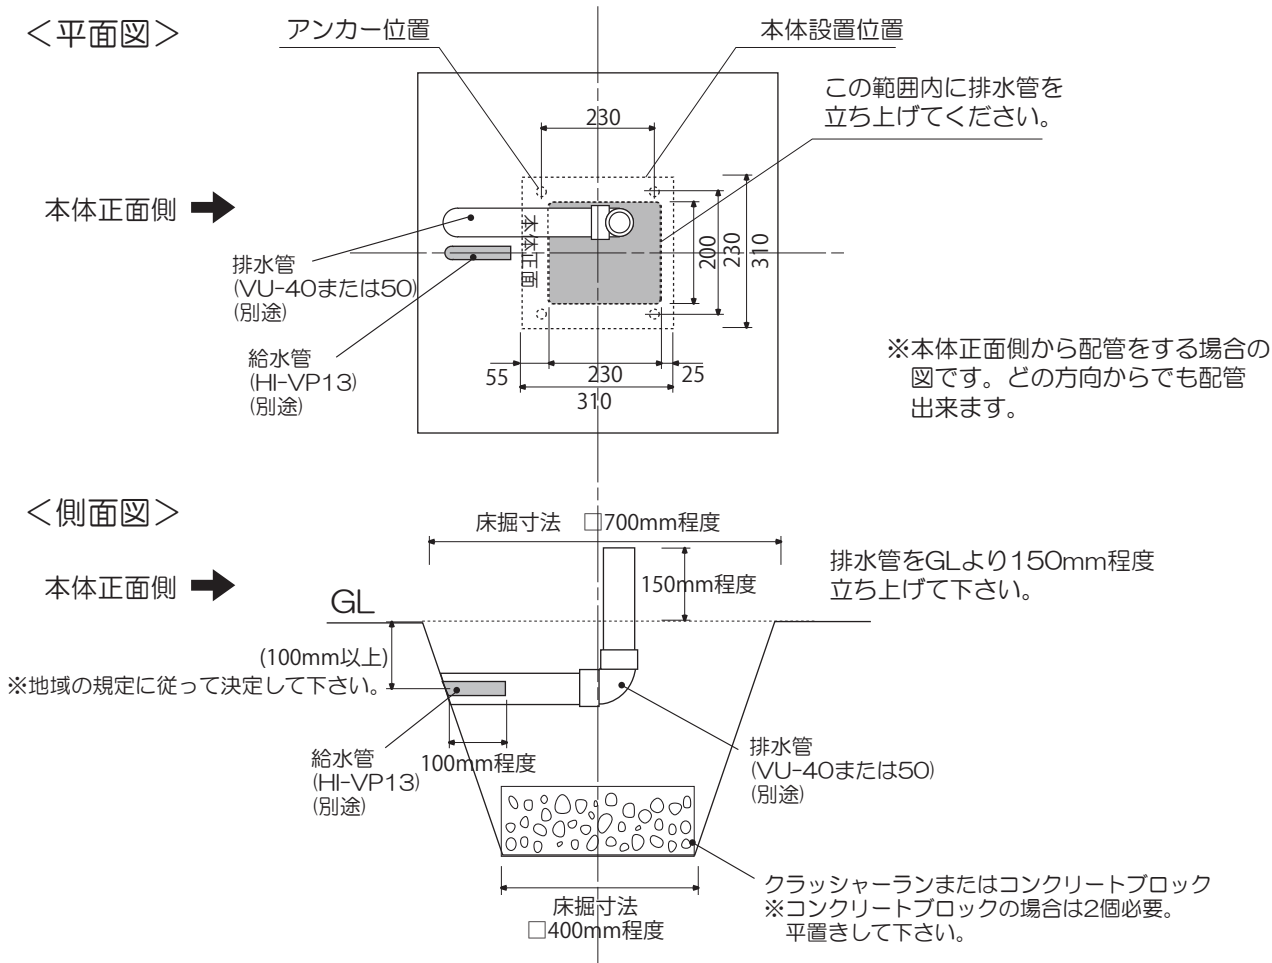 ＜平面図＞
アンカー位置
本体設置位置
この範囲内に排水管を
立ち上げてください。
230
本体正面側
本体正面
200
230
310
排水管
(VU-40または50)
(別途)
給水管
(HI-VP13)
(別途)
55
230
25
310
※本体正面側から配管をする場合の
図です。どの方向からでも配管
出来ます。
＜側面図＞
床掘寸法　□700mm程度
本体正面側
150mm程度
排水管をGLより150mm程度
立ち上げて下さい。
GL
(100mm以上)
※地域の規定に従って決定して下さい。
給水管
(HI-VP13)
(別途)
100mm程度
排水管
(VU-40または50)
(別途)
クラッシャーランまたはコンクリートブロック
※コンクリートブロックの場合は2個必要。
平置きして下さい。
床掘寸法
□400mm程度